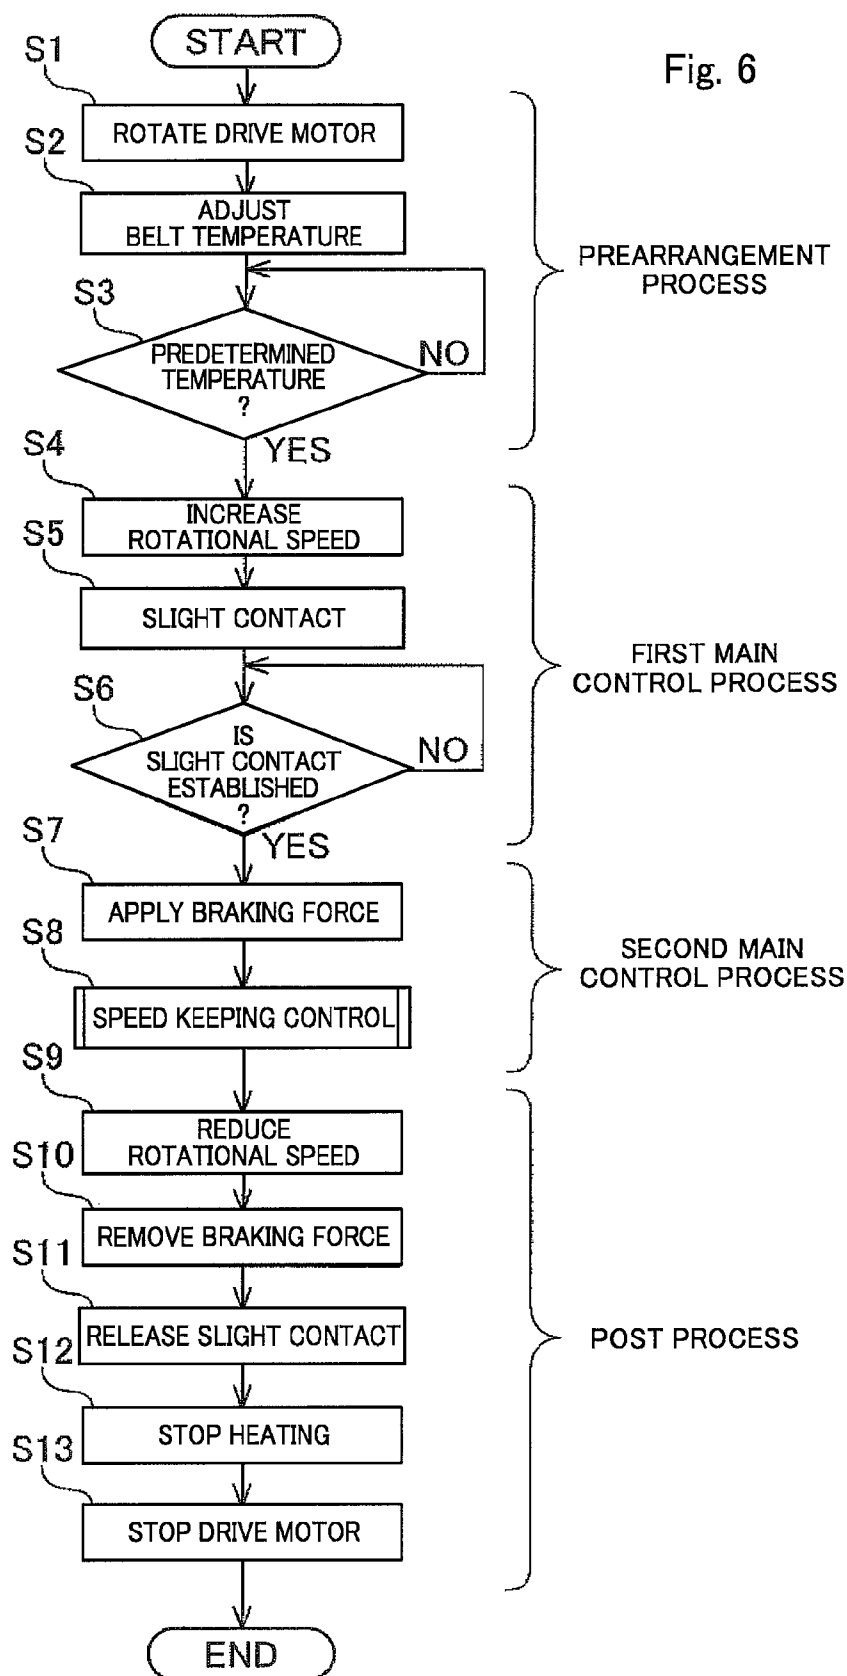 START
Fig. 6
S1
ROTATE DRIVE MOTOR
S2
ADJUST
BELT TEMPERATURE
PREARRANGEMENT
PROCESS
S3
PREDETERMINED
TEMPERATURE
?
NO
YES
S4
INCREASE
ROTATIONAL SPEED
S5
SLIGHT CONTACT
FIRST MAIN
CONTROL PROCESS
S6
IS
SLIGHT CONTACT
ESTABLISHED
?
NO
YES
S7
APPLY BRAKING FORCE
SECOND MAIN
CONTROL PROCESS
S8
SPEED KEEPING CONTROL
S9
REDUCE
ROTATIONAL SPEED
S10
REMOVE BRAKING FORCE
S11
RELEASE SLIGHT CONTACT
POST PROCESS
S12
STOP HEATING
S13
STOP DRIVE MOTOR
END